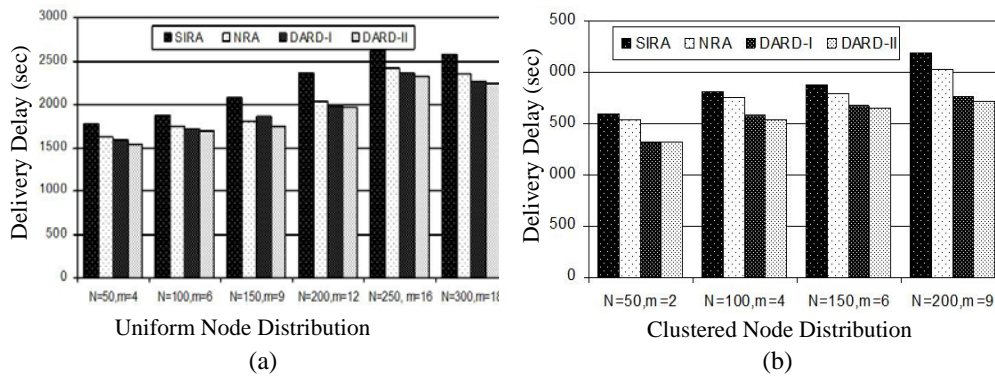 3000
SIRA NRA DARD-I DARD-II
2500
2000
1500
1000
500
0
Delivery Delay (sec)
N=50,m=4 N=100,m=6 N=150,m=9 N=200,m=12 N=250, m=16 N=300,m=18
Uniform Node Distribution
(a)
500
SIRA NRA DARD-I DARD-II
000
500
000
500
0
Delivery Delay (sec)
N=50,m=2 N=100,m=4 N=150,m=6 N=200,m=9
Clustered Node Distribution
(b)